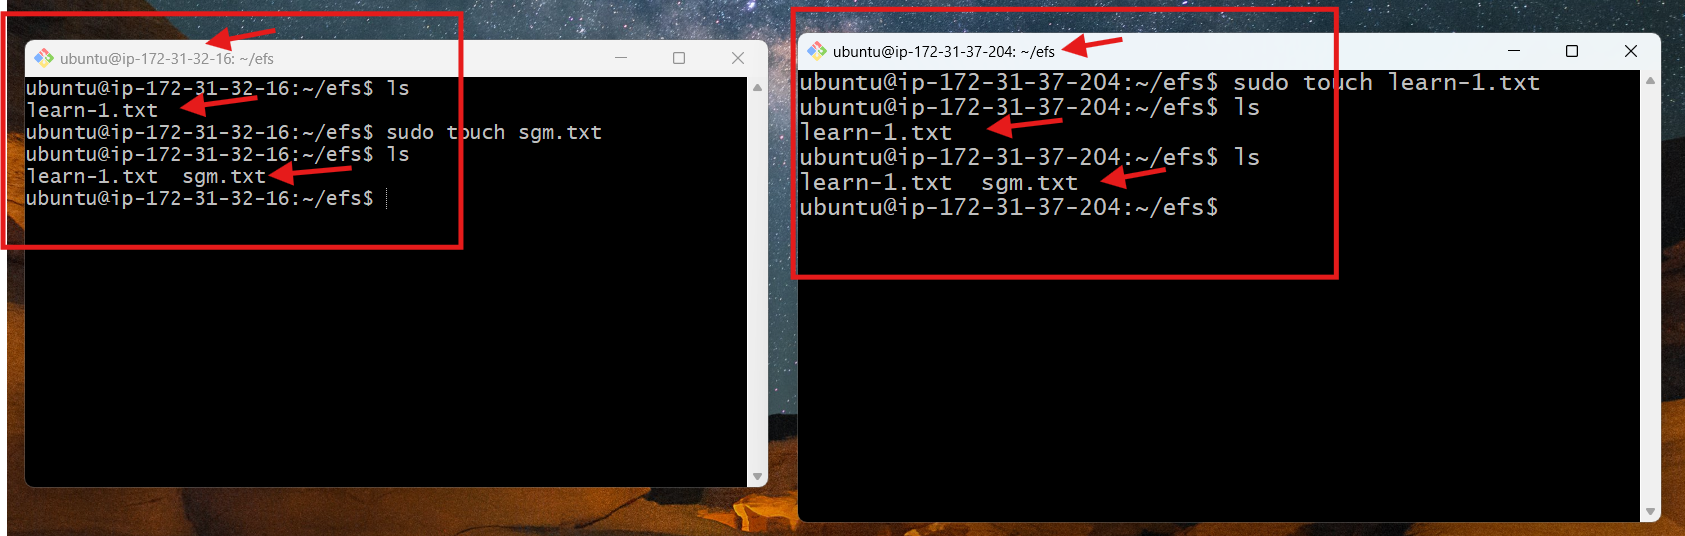 ubuntu@ip-172-31-32-16: ~/efs
ubuntu@ip-172-31-32-16:~/efs$ ls
learn-1.txt
ubuntu@ip-172-31-32-16:~/efs$ sudo touch sgm.txt
ubuntu@ip-172-31-32-16:~/efs$ ls
learn-1.txt  sgm.txt
ubuntu@ip-172-31-32-16:~/efs$
ubuntu@ip-172-31-37-204: ~/efs
ubuntu@ip-172-31-37-204:~/efs$ sudo touch learn-1.txt
ubuntu@ip-172-31-37-204:~/efs$ ls
learn-1.txt
ubuntu@ip-172-31-37-204:~/efs$ ls
learn-1.txt  sgm.txt
ubuntu@ip-172-31-37-204:~/efs$